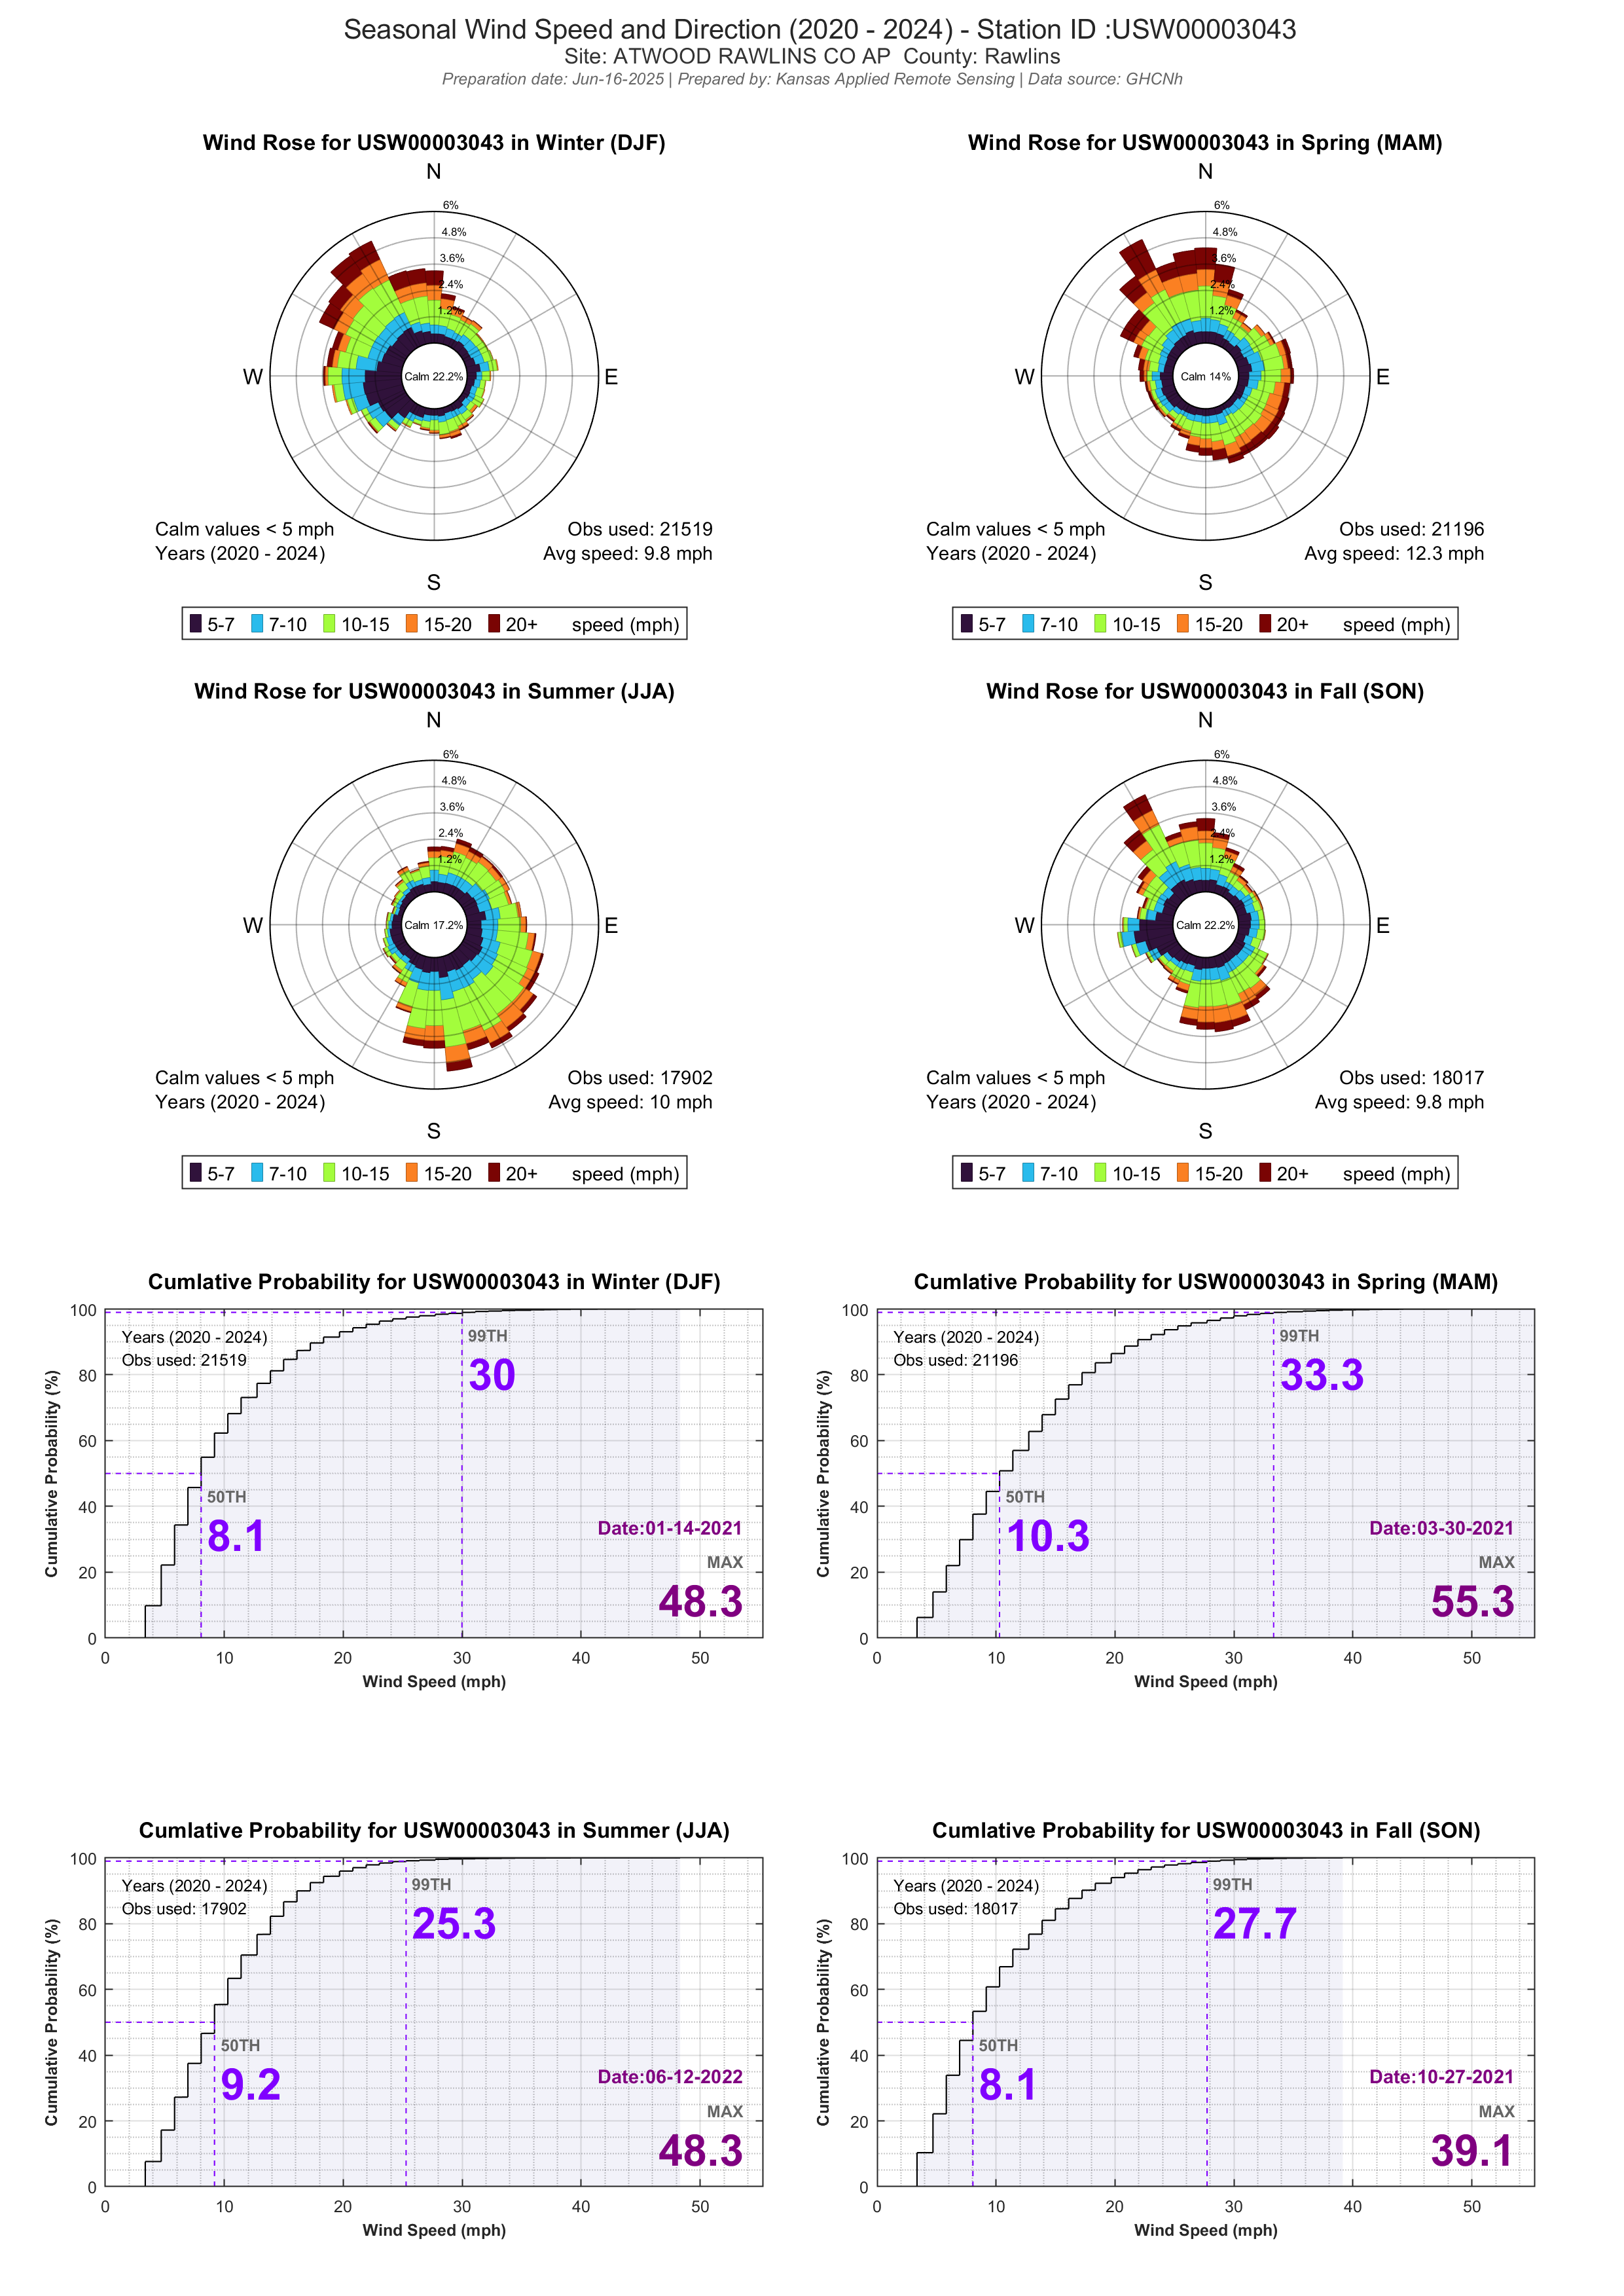 Seasonal Wind Speed and Direction (2020 - 2024) - Station ID :USW00003043
Site: ATWOOD RAWLINS CO AP  County: Rawlins
Preparation date: Jun-16-2025 | Prepared by: Kansas Applied Remote Sensing | Data source: GHCNh
Wind Rose for USW00003043 in Winter (DJF)
N
6%
4.8%
3.6%
2.4%
1.2%
W
Calm 22.2%
E
Calm values < 5 mph
Years (2020 - 2024)
Obs used: 21519
Avg speed: 9.8 mph
S
5-7 7-10 10-15 15-20 20+ speed (mph)
Wind Rose for USW00003043 in Spring (MAM)
N
6%
4.8%
3.6%
2.4%
1.2%
W
Calm 14%
E
Calm values < 5 mph
Years (2020 - 2024)
Obs used: 21196
Avg speed: 12.3 mph
S
5-7 7-10 10-15 15-20 20+ speed (mph)
Wind Rose for USW00003043 in Summer (JJA)
N
6%
4.8%
3.6%
2.4%
1.2%
W
Calm 17.2%
E
Calm values < 5 mph
Years (2020 - 2024)
Obs used: 17902
Avg speed: 10 mph
S
5-7 7-10 10-15 15-20 20+ speed (mph)
Wind Rose for USW00003043 in Fall (SON)
N
6%
4.8%
3.6%
2.4%
1.2%
W
Calm 22.2%
E
Calm values < 5 mph
Years (2020 - 2024)
Obs used: 18017
Avg speed: 9.8 mph
S
5-7 7-10 10-15 15-20 20+ speed (mph)
Cumlative Probability for USW00003043 in Winter (DJF)
Cumulative Probability (%)
100
80
60
40
20
0
Years (2020 - 2024)
Obs used: 21519
99TH
30
50TH
8.1
Date:01-14-2021
MAX
48.3
0 10 20 30 40 50
Wind Speed (mph)
Cumlative Probability for USW00003043 in Spring (MAM)
Cumulative Probability (%)
100
80
60
40
20
0
Years (2020 - 2024)
Obs used: 21196
99TH
33.3
50TH
10.3
Date:03-30-2021
MAX
55.3
0 10 20 30 40 50
Wind Speed (mph)
Cumlative Probability for USW00003043 in Summer (JJA)
Cumulative Probability (%)
100
80
60
40
20
0
Years (2020 - 2024)
Obs used: 17902
99TH
25.3
50TH
9.2
Date:06-12-2022
MAX
48.3
0 10 20 30 40 50
Wind Speed (mph)
Cumlative Probability for USW00003043 in Fall (SON)
Cumulative Probability (%)
100
80
60
40
20
0
Years (2020 - 2024)
Obs used: 18017
99TH
27.7
50TH
8.1
Date:10-27-2021
MAX
39.1
0 10 20 30 40 50
Wind Speed (mph)